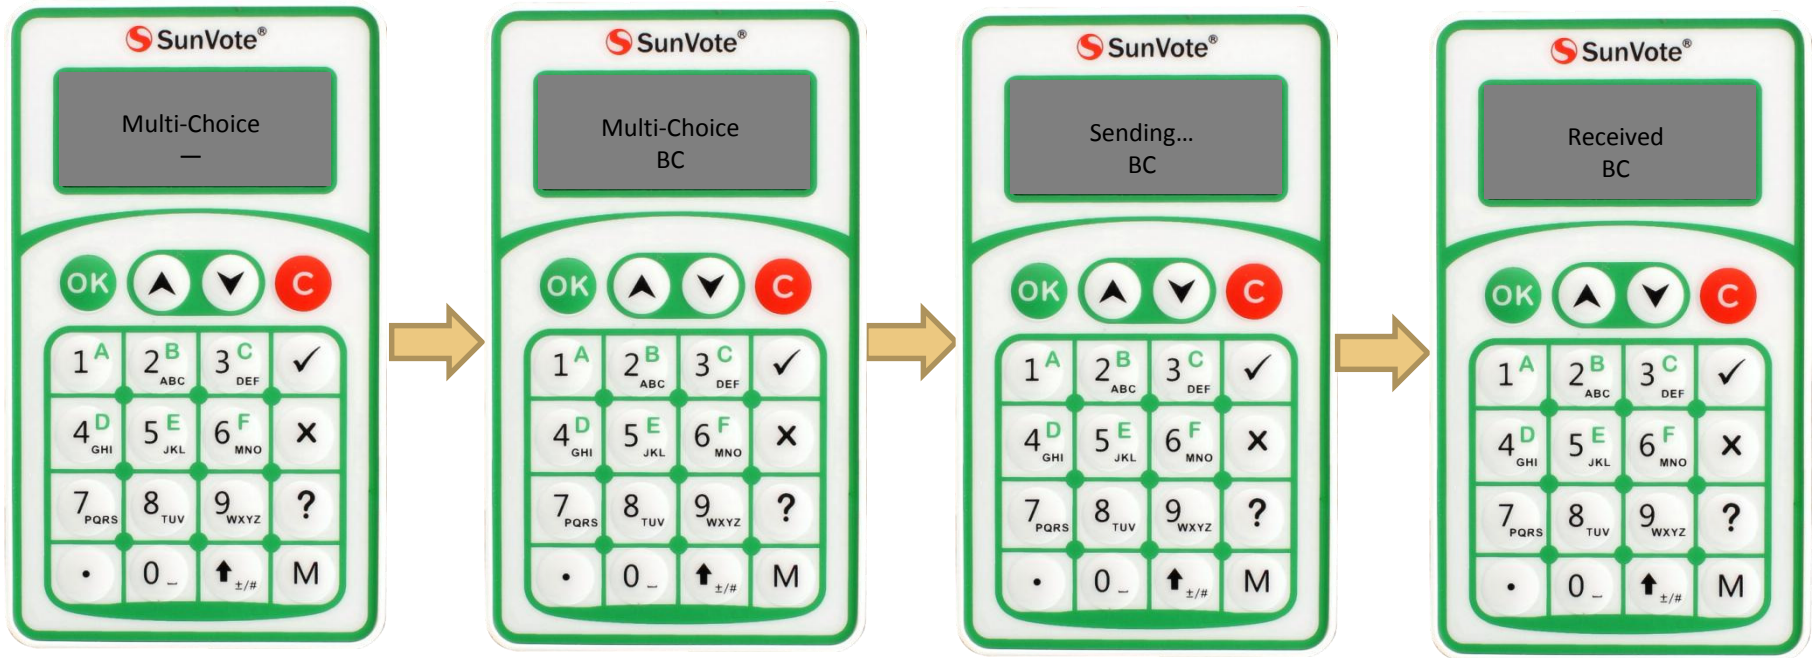 SunVote®
Multi-Choice
—
OK C
1 A 2 B ABC 3 C DEF ✓
4 D GHI 5 E JKL 6 F MNO X
7 PQRS 8 TUV 9 WXYZ ?
. 0 _ ↑ ±/# M
SunVote®
Multi-Choice
BC
OK C
1 A 2 B ABC 3 C DEF ✓
4 D GHI 5 E JKL 6 F MNO X
7 PQRS 8 TUV 9 WXYZ ?
. 0 _ ↑ ±/# M
SunVote®
Sending...
BC
OK C
1 A 2 B ABC 3 C DEF ✓
4 D GHI 5 E JKL 6 F MNO X
7 PQRS 8 TUV 9 WXYZ ?
. 0 _ ↑ ±/# M
SunVote®
Received
BC
OK C
1 A 2 B ABC 3 C DEF ✓
4 D GHI 5 E JKL 6 F MNO X
7 PQRS 8 TUV 9 WXYZ ?
. 0 _ ↑ ±/# M